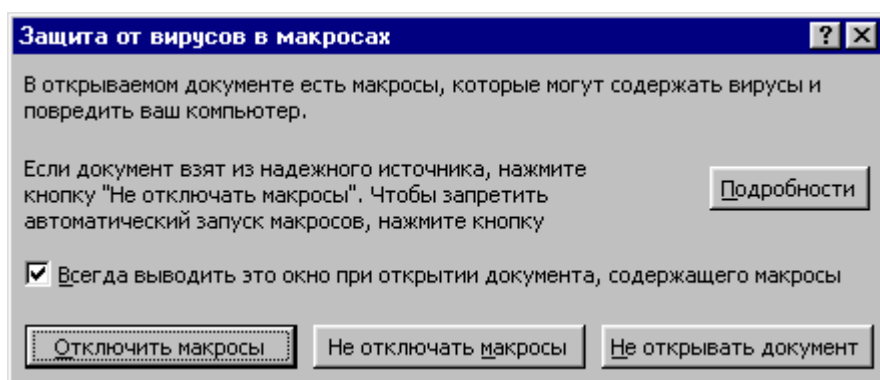 Защита от вирусов в макросах
В открываемом документе есть макросы, которые могут содержать вирусы и
повредить ваш компьютер.
Если документ взят из надежного источника, нажмите
кнопку "Не отключать макросы". Чтобы запретить
автоматический запуск макросов, нажмите кнопку
Подробности
Всегда выводить это окно при открытии документа, содержащего макросы
Отключить макросы
Не отключать макросы
Не открывать документ